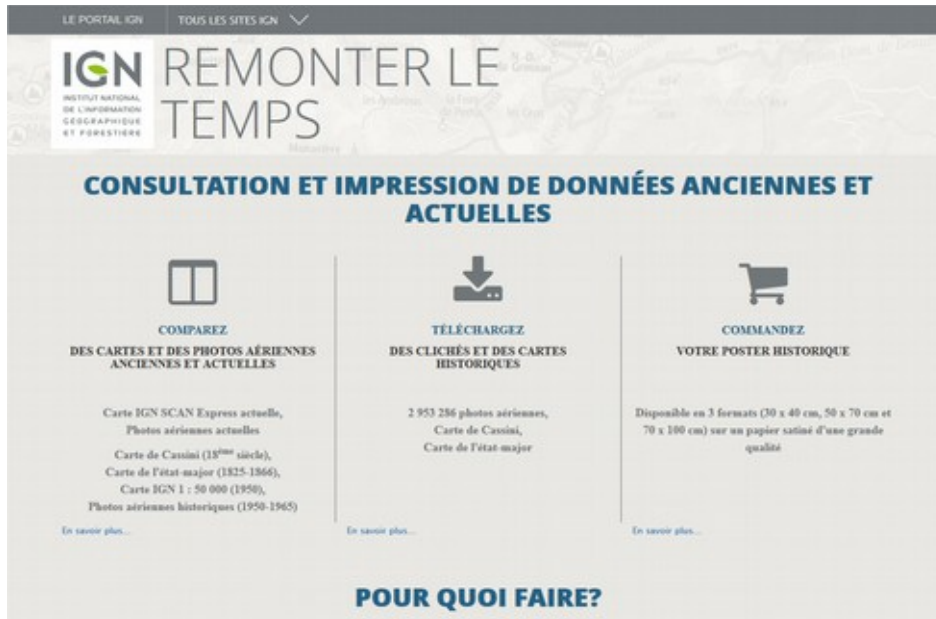 LE PORTAIL IGN TOUS LES SITES IGN
IGN
INSTITUT NATIONAL
DE L'INFORMATION
GÉOGRAPHIQUE
ET FORESTIÈRE
REMONTER LE
TEMPS
CONSULTATION ET IMPRESSION DE DONNÉES ANCIENNES ET
ACTUELLES
COMPAREZ
DES CARTES ET DES PHOTOS AÉRIENNES
ANCIENNES ET ACTUELLES
Carte IGN SCAN Express actuelle,
Photos aériennes actuelles
Carte de Cassini (18ème siècle),
Carte de l'état-major (1825-1866),
Carte IGN 1 : 50 000 (1950),
Photos aériennes historiques (1950-1965)
En savoir plus...
TÉLÉCHARGEZ
DES CLICHÉS ET DES CARTES
HISTORIQUES
2 953 286 photos aériennes,
Carte de Cassini,
Carte de l'état-major
En savoir plus...
COMMANDEZ
VOTRE POSTER HISTORIQUE
Disponible en 3 formats (30 x 40 cm, 50 x 70 cm et
70 x 100 cm) sur un papier satiné d'une grande
qualité
En savoir plus...
POUR QUOI FAIRE?